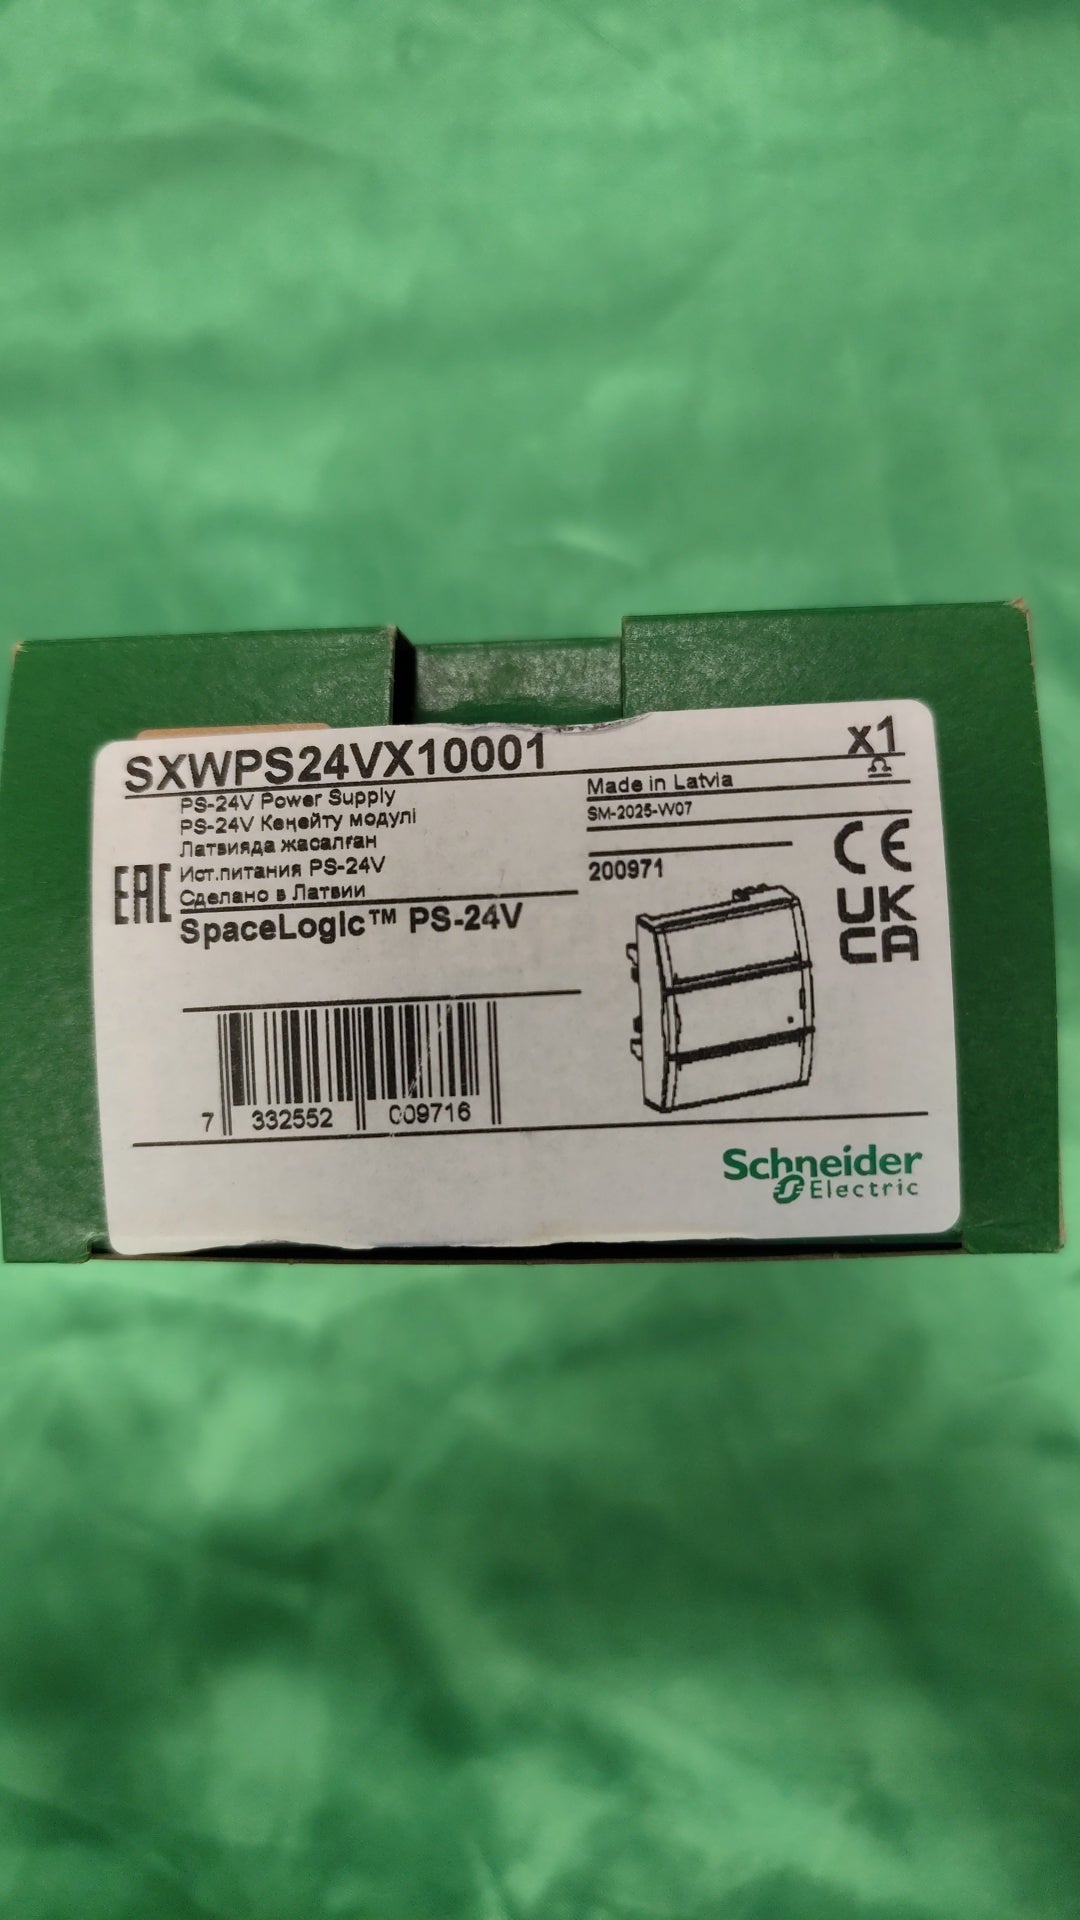 SXWPS24VX10001
x1
PS-24V Power Supply
PS-24V Кеңейту модулі
Латвияда жасалған
Ист.питания PS-24V
Сделано в Латвии
EAC
Made in Latvia
SM-2025-W07
200971
CE
UK
CA
SpaceLogic™ PS-24V
7 332552 009716
Schneider
Electric